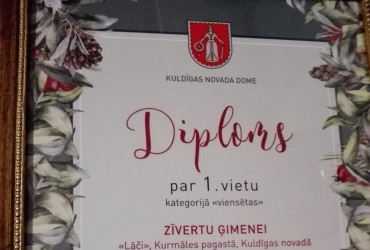 KULDĪGAS NOVADA DOME
Diploms
par 1. vietu
kategorijā «viensētas»
ZĪVERTU ĢIMENEI
«Lāči», Kurmāles pagastā, Kuldīgas novadā